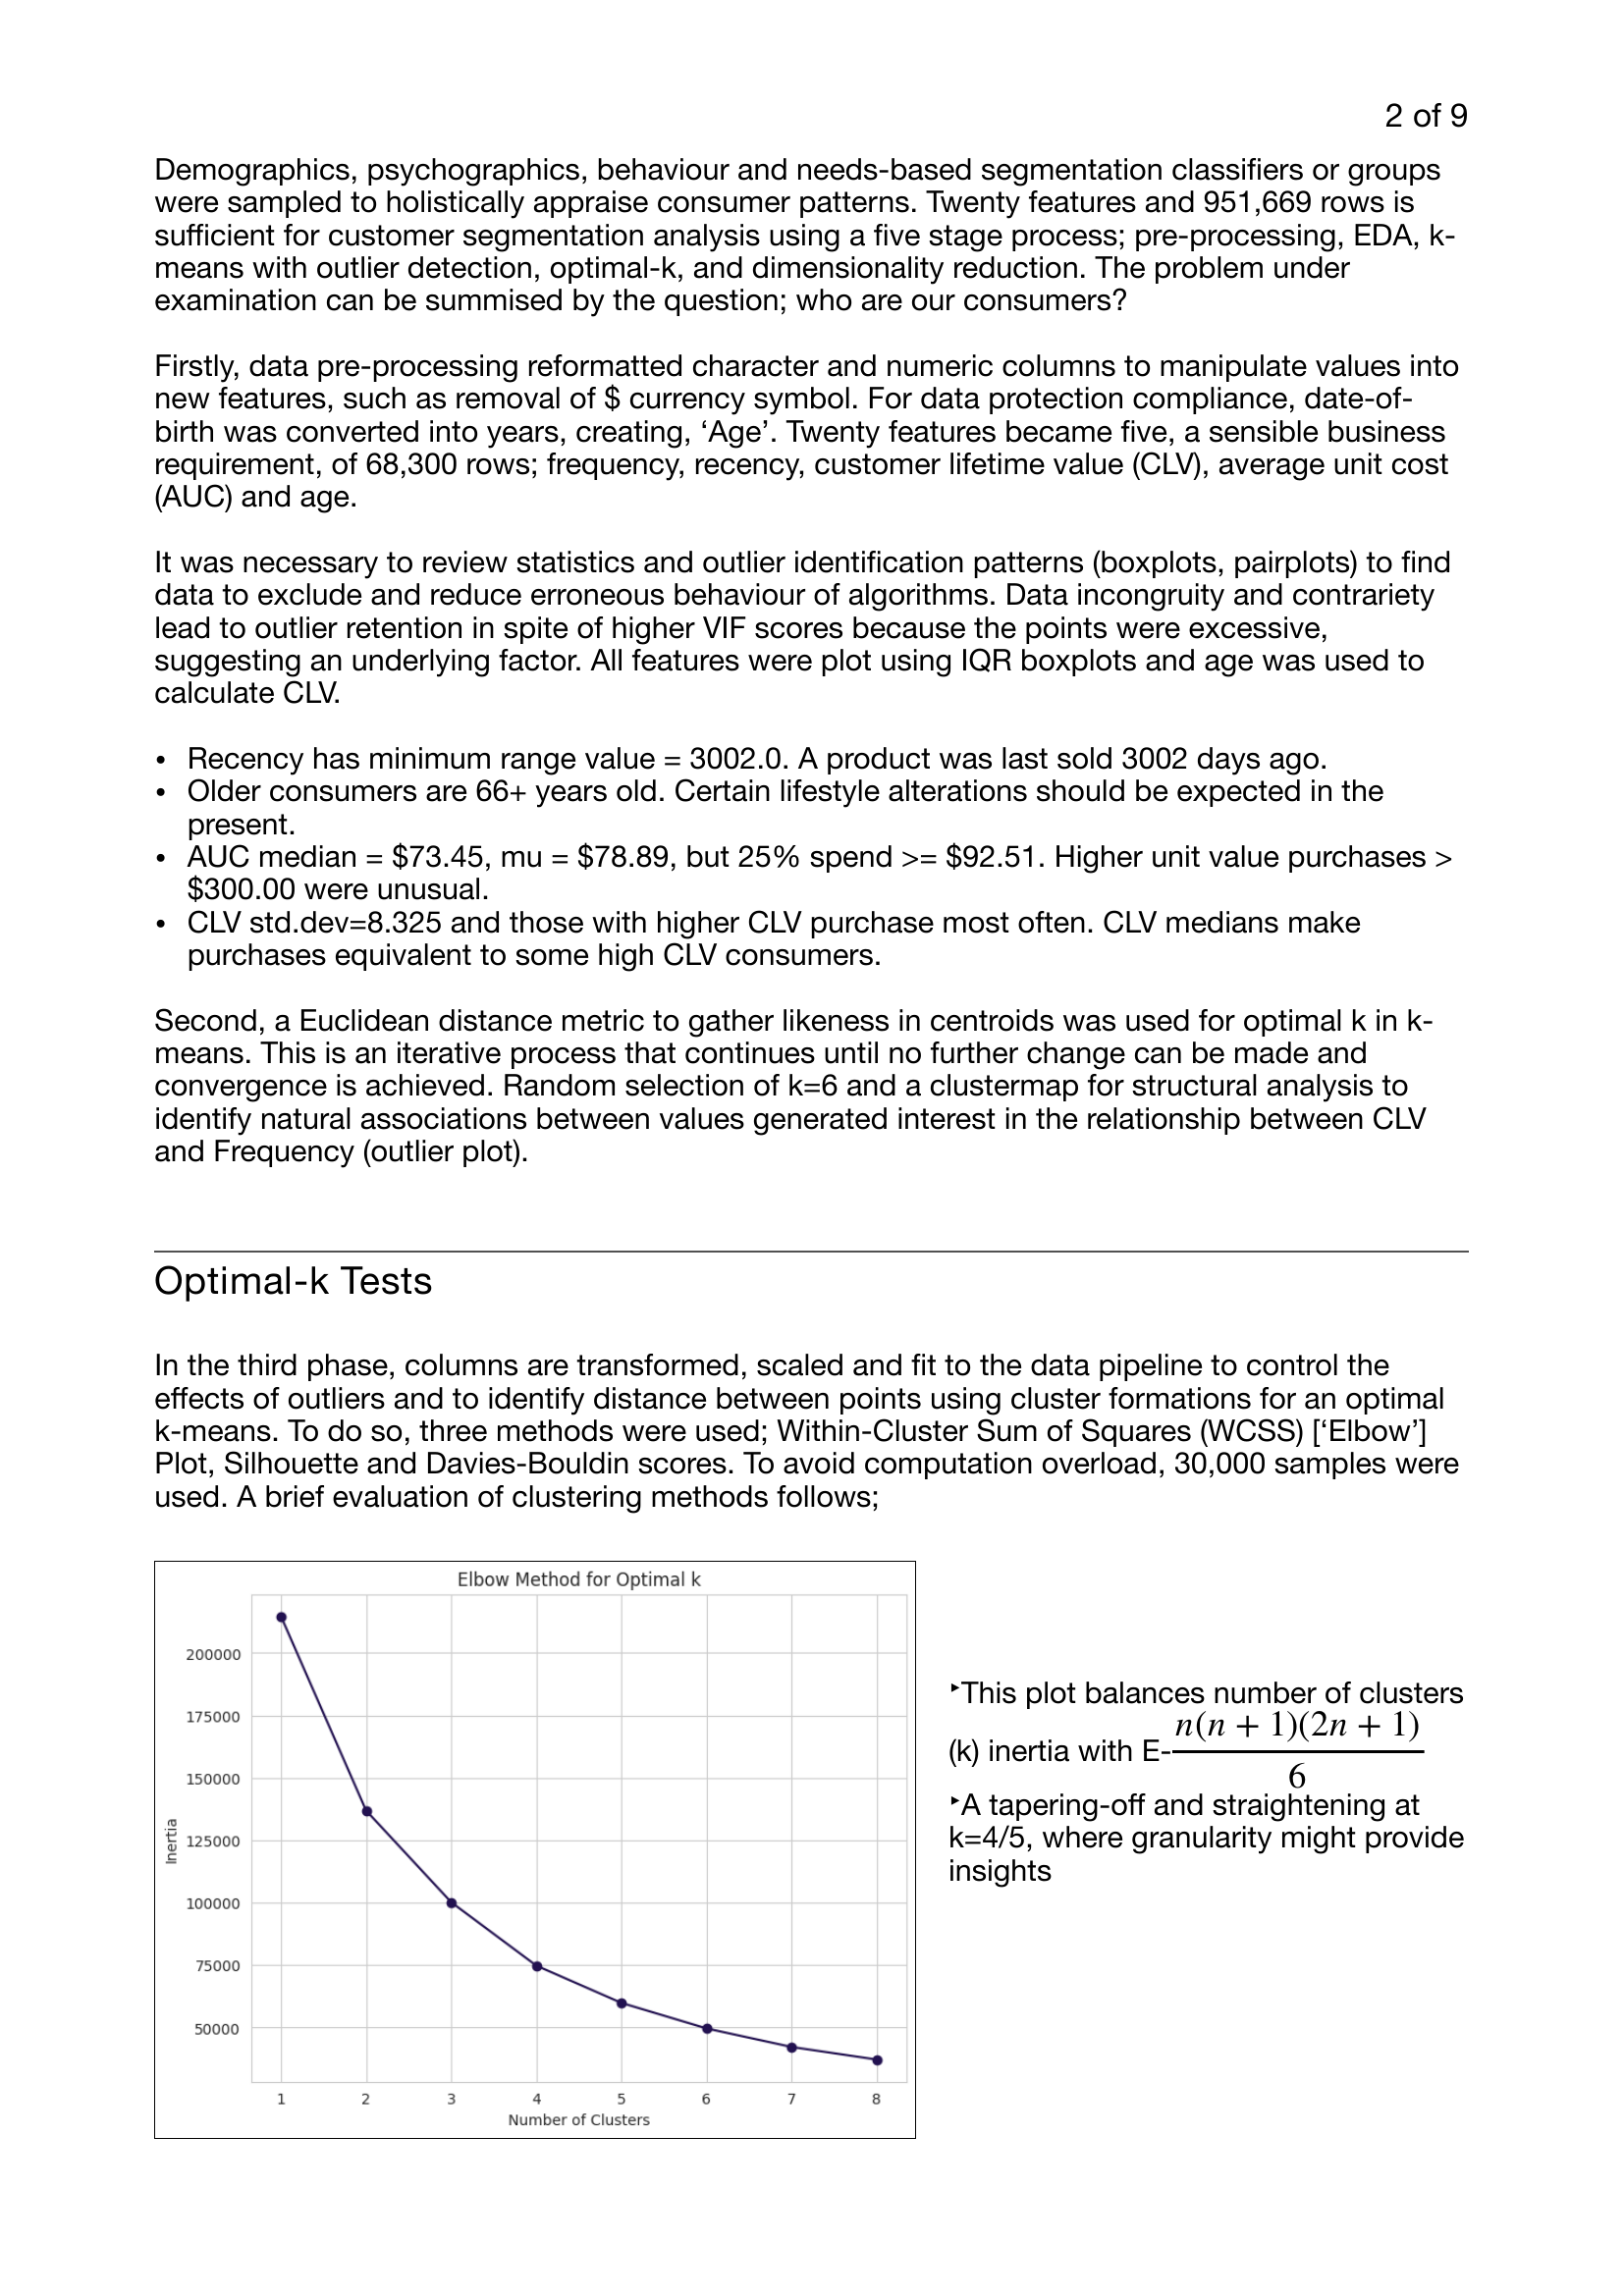 2 of 9
Demographics, psychographics, behaviour and needs-based segmentation classifiers or groups
were sampled to holistically appraise consumer patterns. Twenty features and 951,669 rows is
sufficient for customer segmentation analysis using a five stage process; pre-processing, EDA, k-
means with outlier detection, optimal-k, and dimensionality reduction. The problem under
examination can be summised by the question; who are our consumers?
Firstly, data pre-processing reformatted character and numeric columns to manipulate values into
new features, such as removal of $ currency symbol. For data protection compliance, date-of-
birth was converted into years, creating, ‘Age’. Twenty features became five, a sensible business
requirement, of 68,300 rows; frequency, recency, customer lifetime value (CLV), average unit cost
(AUC) and age.
It was necessary to review statistics and outlier identification patterns (boxplots, pairplots) to find
data to exclude and reduce erroneous behaviour of algorithms. Data incongruity and contrariety
lead to outlier retention in spite of higher VIF scores because the points were excessive,
suggesting an underlying factor. All features were plot using IQR boxplots and age was used to
calculate CLV.
• Recency has minimum range value = 3002.0. A product was last sold 3002 days ago.
• Older consumers are 66+ years old. Certain lifestyle alterations should be expected in the
present.
• AUC median = $73.45, mu = $78.89, but 25% spend >= $92.51. Higher unit value purchases >
$300.00 were unusual.
• CLV std.dev=8.325 and those with higher CLV purchase most often. CLV medians make
purchases equivalent to some high CLV consumers.
Second, a Euclidean distance metric to gather likeness in centroids was used for optimal k in k-
means. This is an iterative process that continues until no further change can be made and
convergence is achieved. Random selection of k=6 and a clustermap for structural analysis to
identify natural associations between values generated interest in the relationship between CLV
and Frequency (outlier plot).
Optimal-k Tests
In the third phase, columns are transformed, scaled and fit to the data pipeline to control the
effects of outliers and to identify distance between points using cluster formations for an optimal
k-means. To do so, three methods were used; Within-Cluster Sum of Squares (WCSS) [‘Elbow’]
Plot, Silhouette and Davies-Bouldin scores. To avoid computation overload, 30,000 samples were
used. A brief evaluation of clustering methods follows;
Elbow Method for Optimal k
200000
175000
150000
125000
100000
75000
50000
Inertia
1 2 3 4 5 6 7 8
Number of Clusters
‣This plot balances number of clusters
(k) inertia with E-n(n + 1)(2n + 1)
6
‣A tapering-off and straightening at
k=4/5, where granularity might provide
insights